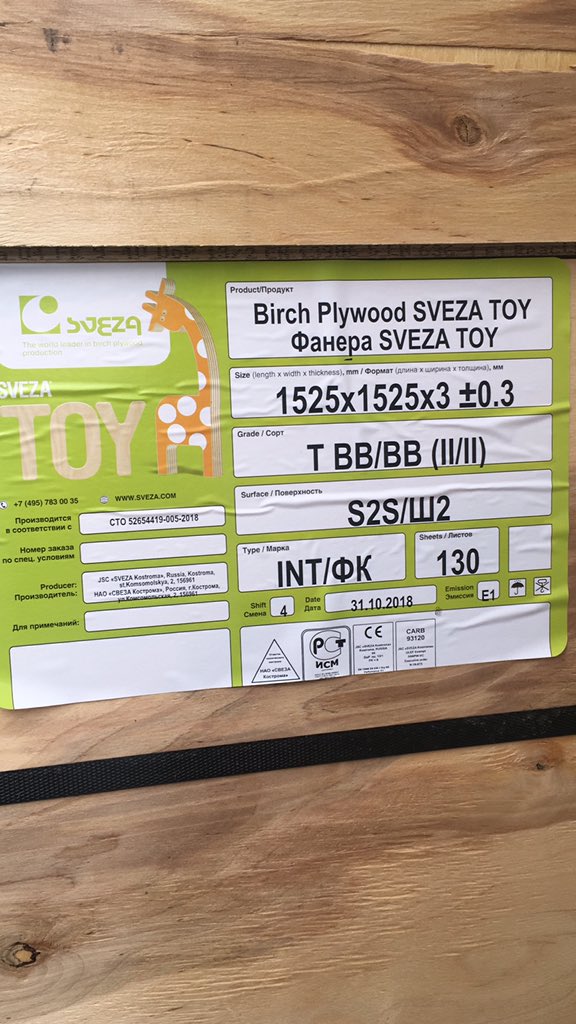 SVEZA
The world leader in birch plywood
production
SVEZA
TOY
+7 (495) 783 00 35
WWW.SVEZA.COM
Производится
в соответствии с
СТО 52654419-005-2018
Номер заказа
по спец. условиям
Producer:
Производитель:
JSC «SVEZA Kostroma», Russia, Kostroma,
st.Komsomolskya, 2, 156961
НАО «СВЕЗА Кострома», Россия, г.Кострома,
ул.Комсомольская, 2, 156961
Для примечаний:
Product/Продукт
Birch Plywood SVEZA TOY
Фанера SVEZA TOY
Size (length x width x thickness), mm / Формат (длина x ширина x толщина), мм
1525x1525x3 ±0.3
Grade / Сорт
T BB/BB (II/II)
Surface / Поверхность
S2S/Ш2
Type / Марка
INT/ФК
Sheets / Листов
130
Shift
Смена
4
Date
Дата
31.10.2018
Emission
Эмиссия
E1
НАО «СВЕЗА
Кострома»
РСТ
ИСМ
CE
CARB
93120